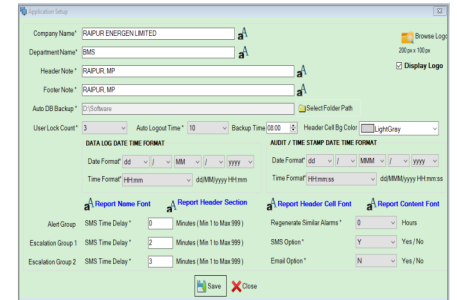 Application Setup
Company Name* RAIPUR ENERGEN LIMITED aA Browse Logo
Department Name* BMS aA 200 px x 100 px
Header Note * RAIPUR, MP aA Display Logo
Footer Note * RAIPUR, MP aA
Auto DB Backup * D:\Software Select Folder Path
User Lock Count* 3 Auto Logout Time * 10 Backup Time 08:00 Header Cell Bg Color LightGray
DATA LOG DATE TIME FORMAT AUDIT / TIME STAMP DATE TIME FORMAT
Date Format* dd / MM / yyyy Date Format* dd / MMM / yyyy
Time Format* HH:mm dd/MM/yyyy HH:mm Time Format* HH:mm:ss dd/MMM/yyyy HH:mm:ss
aA Report Name Font aA Report Header Section aA Report Header Cell Font aA Report Content Font
Alert Group SMS Time Delay * 0 Minutes ( Min 1 to Max 999 ) Regenerate Similar Alarms * 0 Hours
Escalation Group 1 SMS Time Delay * 2 Minutes ( Min 1 to Max 999 ) SMS Option * Y Yes / No
Escalation Group 2 SMS Time Delay * 3 Minutes ( Min 1 to Max 999 ) Email Option * N Yes / No
Save Close